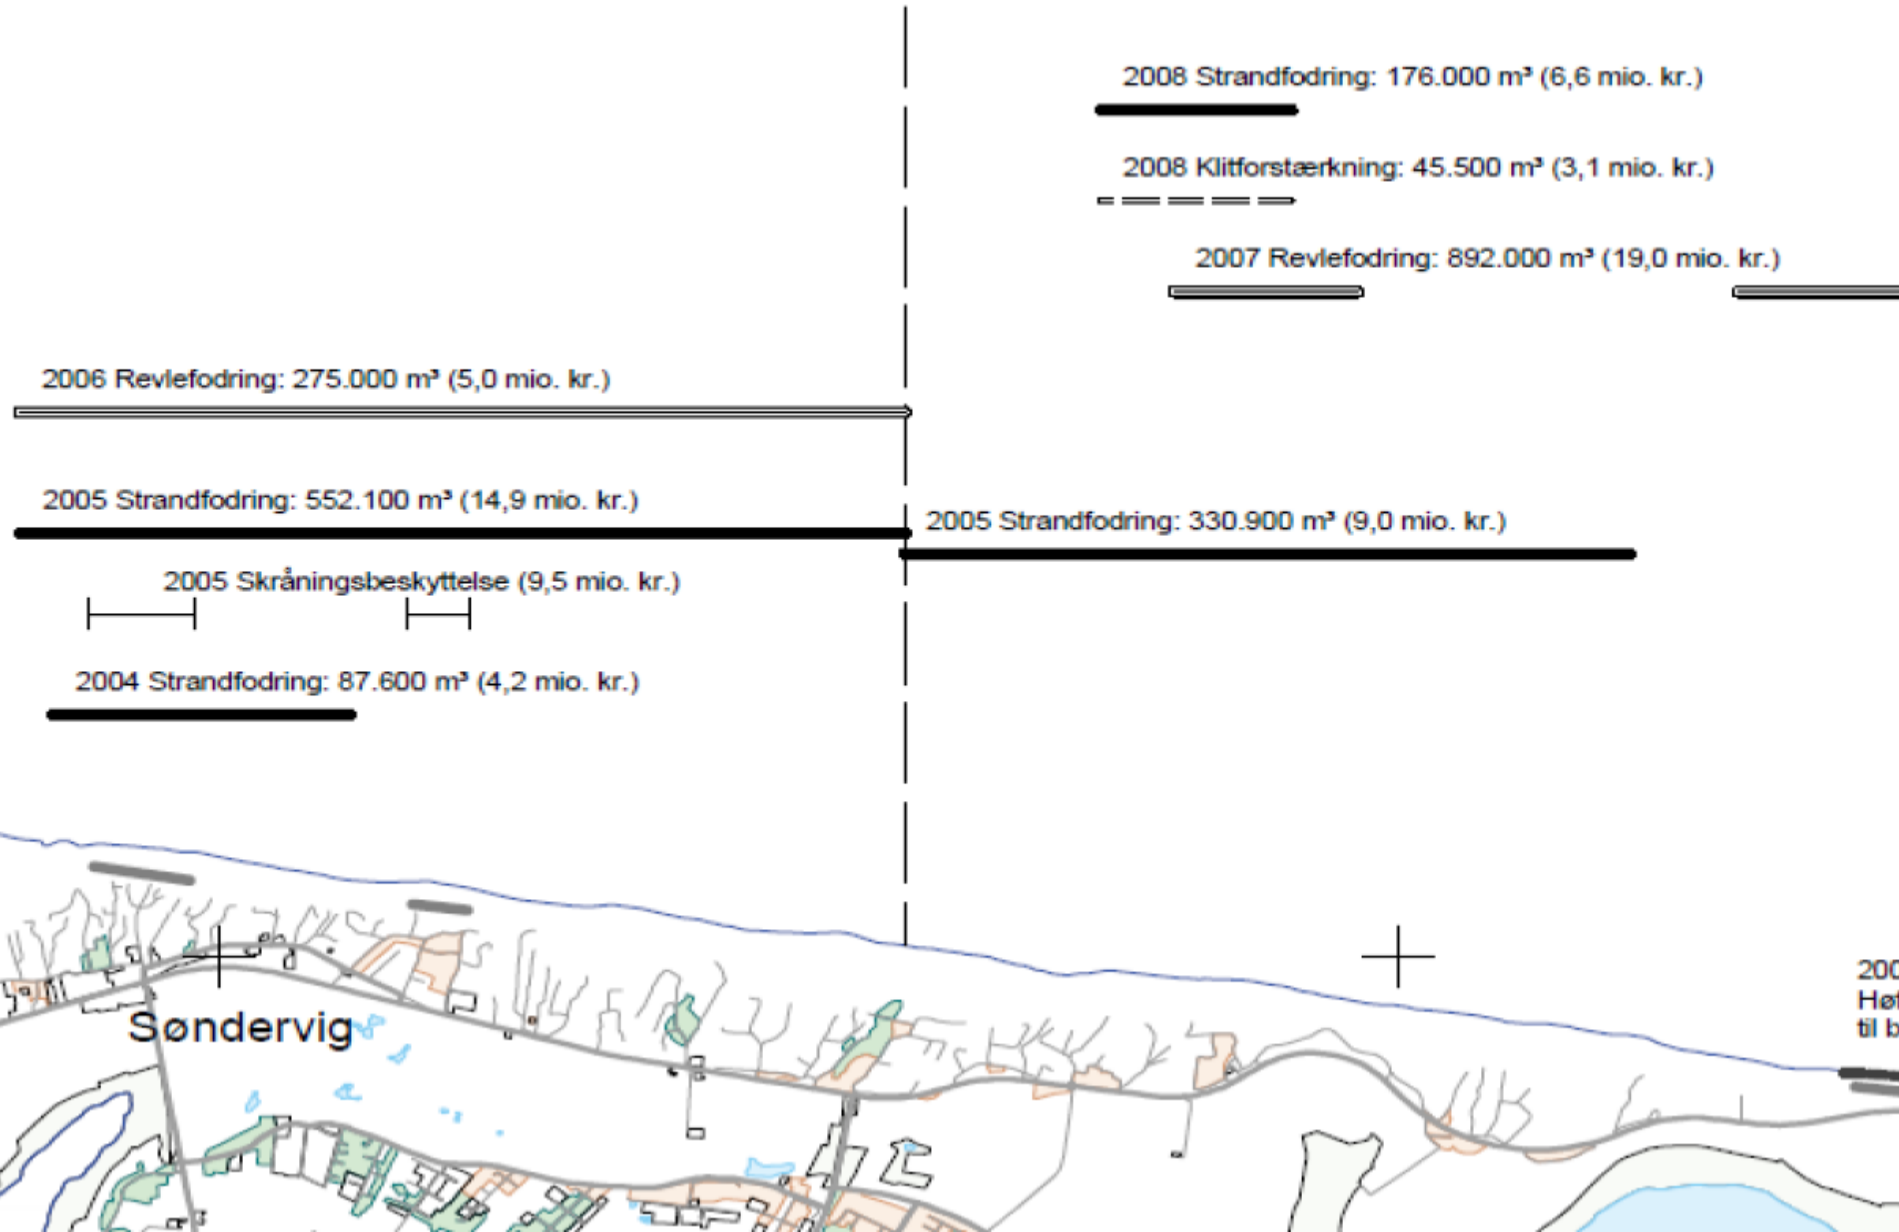 2008 Strandfodring: 176.000 m³ (6,6 mio. kr.)
2008 Klitforstærkning: 45.500 m³ (3,1 mio. kr.)
2007 Revlefodring: 892.000 m³ (19,0 mio. kr.)
2006 Revlefodring: 275.000 m³ (5,0 mio. kr.)
2005 Strandfodring: 552.100 m³ (14,9 mio. kr.)
2005 Strandfodring: 330.900 m³ (9,0 mio. kr.)
2005 Skråningsbeskyttelse (9,5 mio. kr.)
2004 Strandfodring: 87.600 m³ (4,2 mio. kr.)
Søndervig
til b